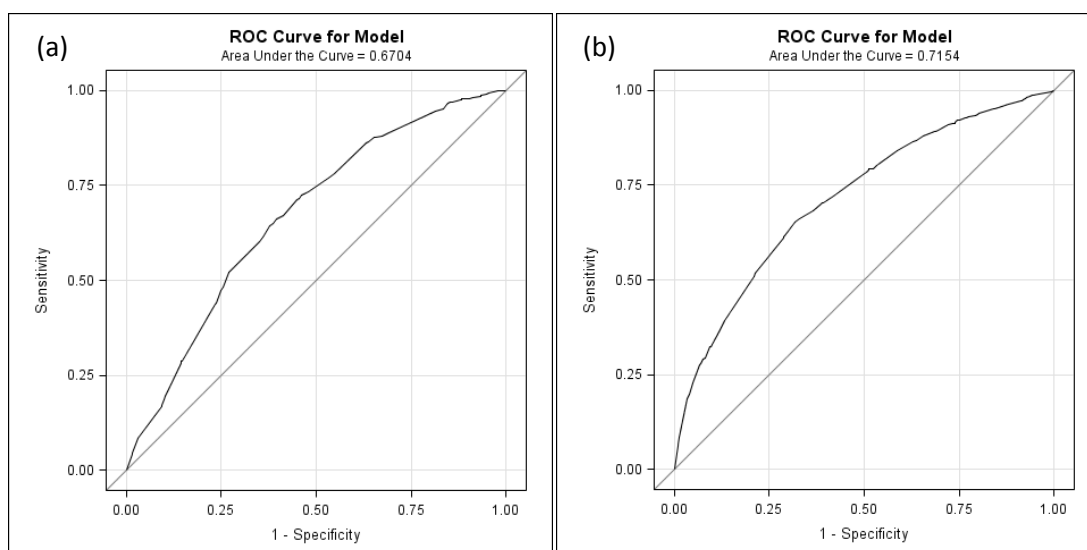 (a)
ROC Curve for Model
Area Under the Curve = 0.6704
1.00
0.75
0.50
0.25
0.00
Sensitivity
0.00 0.25 0.50 0.75 1.00
1 - Specificity
(b)
ROC Curve for Model
Area Under the Curve = 0.7154
1.00
0.75
0.50
0.25
0.00
Sensitivity
0.00 0.25 0.50 0.75 1.00
1 - Specificity